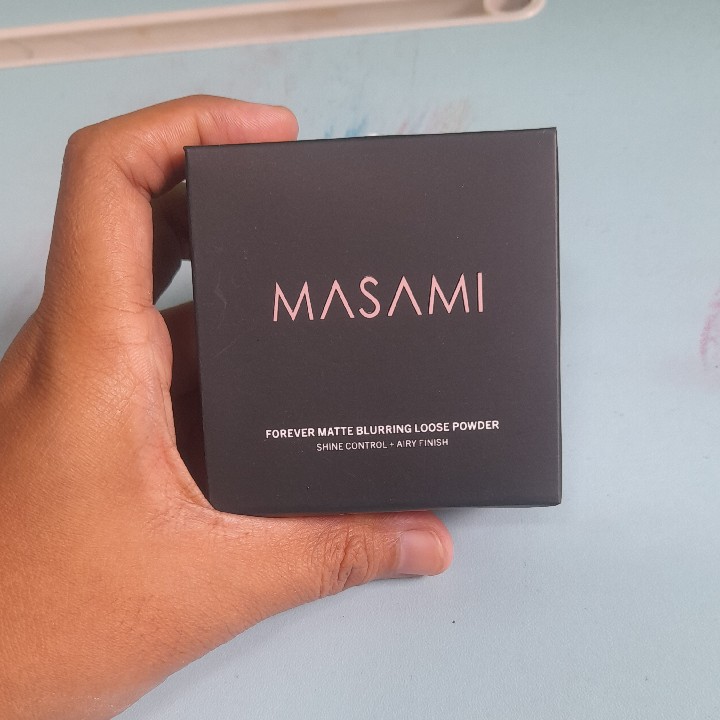 MASAMI
FOREVER MATTE BLURRING LOOSE POWDER
SHINE CONTROL + AIRY FINISH